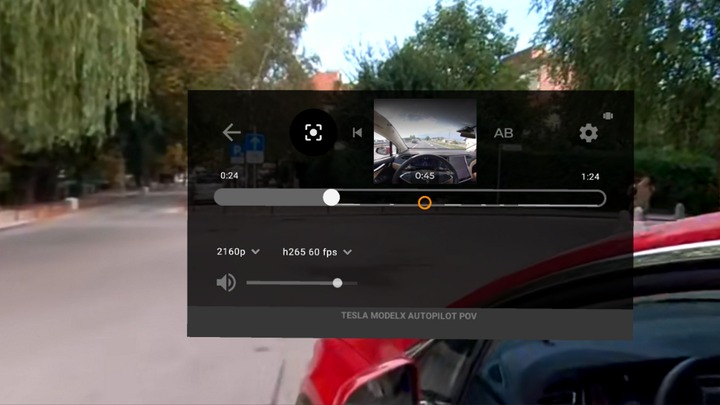 AB
0:24
0:45
1:24
2160p
h265 60 fps
TESLA MODELX AUTOPILOT POV